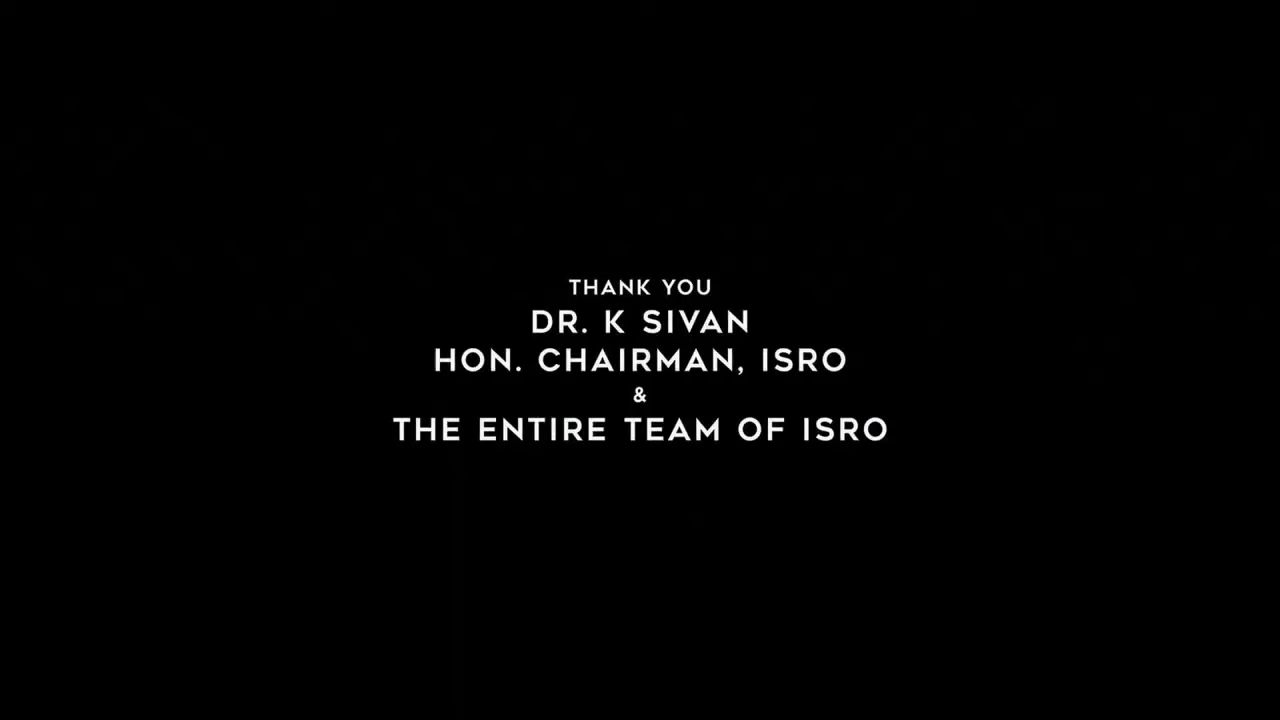 THANK YOU
DR. K SIVAN
HON. CHAIRMAN, ISRO
&
THE ENTIRE TEAM OF ISRO